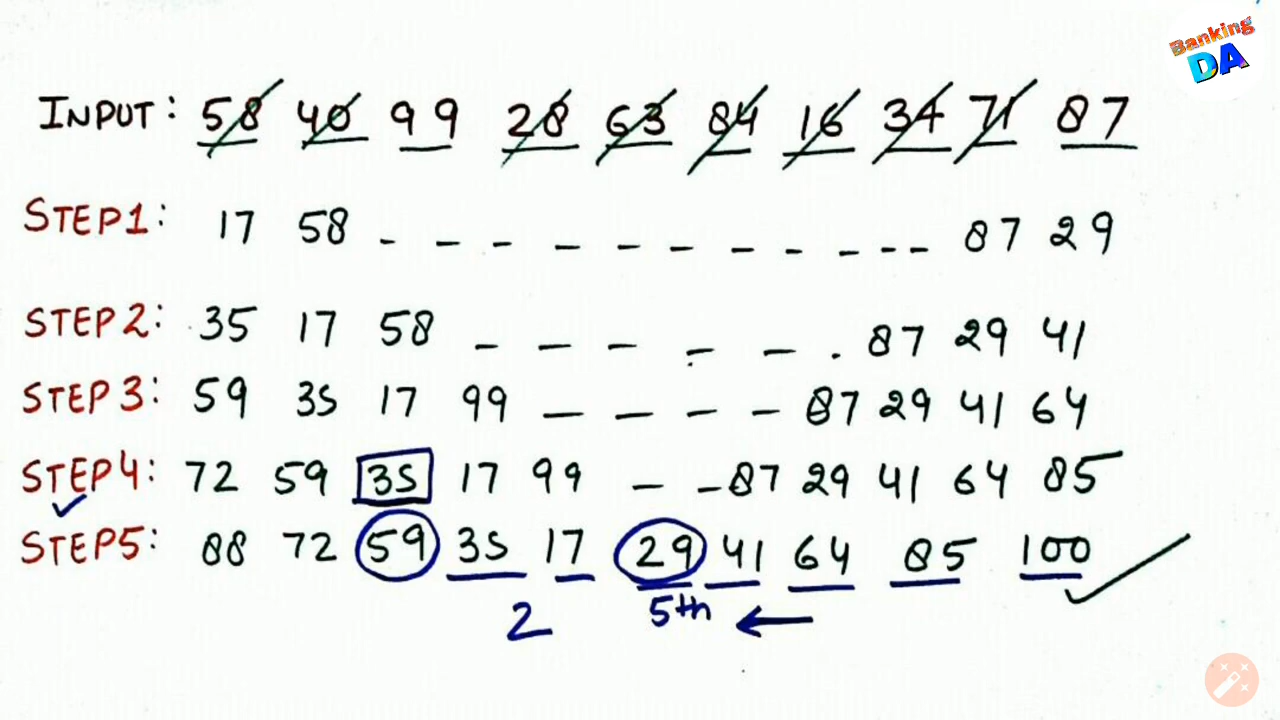 Banking
DA
INPUT: 58 40 99 28 63 84 16 34 71 87
STEP1: 17 58 - - - - - - - - - - - 87 29
STEP2: 35 17 58 - - - - - . 87 29 41
STEP3: 59 35 17 99 - - - - 87 29 41 64
STEP4: 72 59 35 17 99 - - 87 29 41 64 85
STEP5: 88 72 59 35 17 29 41 64 85 100
2 5th